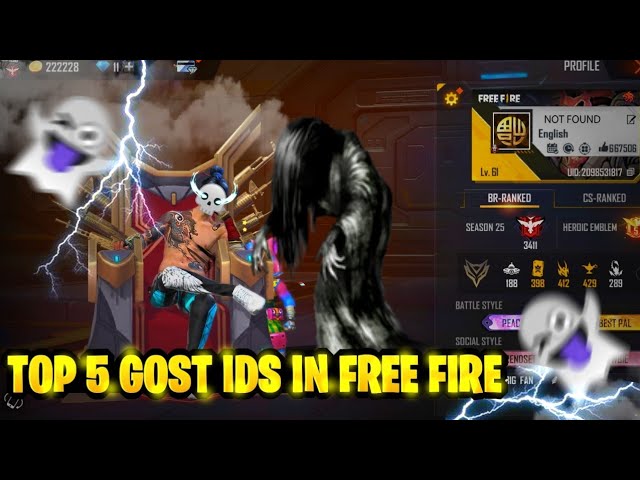 222228
11 +
PROFILE
FREE FIRE
NOT FOUND
English
667506
Lv. 61
UID: 2098531817
BR-RANKED
CS-RANKED
SEASON 25
HEROIC EMBLEM
3411
188 398 412 429 289
BATTLE STYLE
BEST PAL
SOCIAL STYLE
FAN
TOP 5 GOST IDS IN FREE FIRE